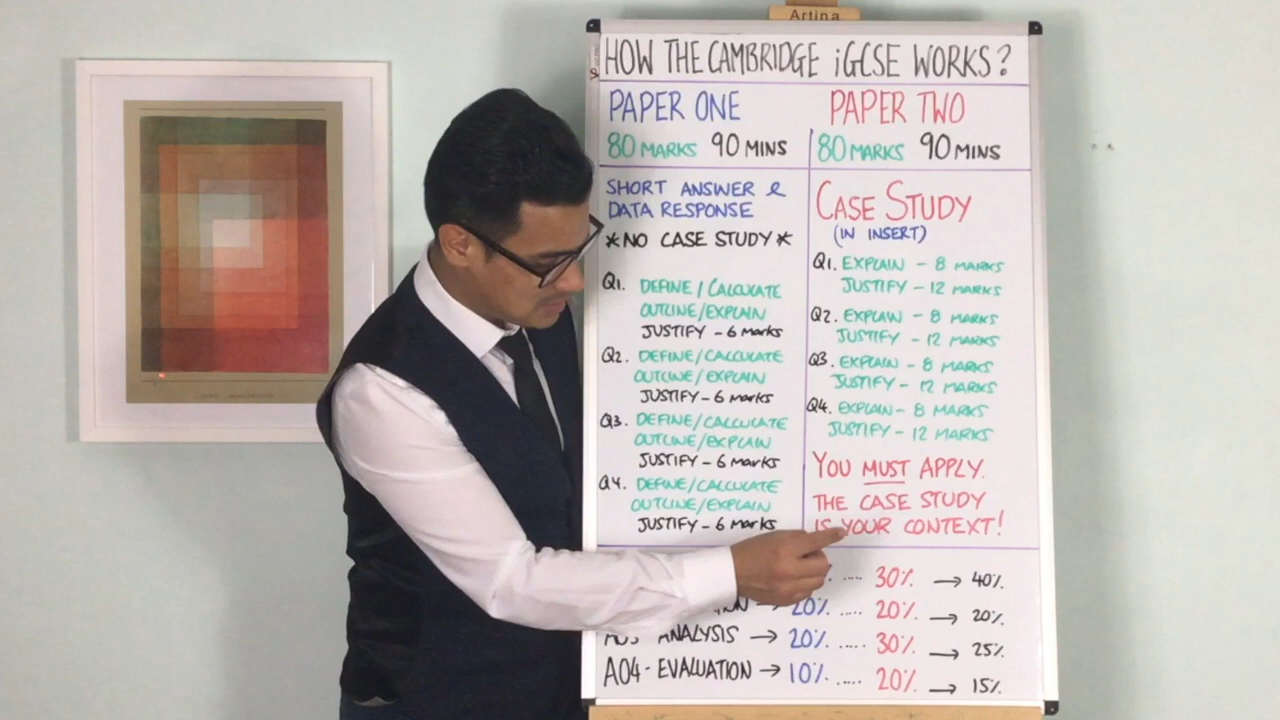 Artina
HOW THE CAMBRIDGE iGCSE WORKS?
PAPER ONE
80 MARKS 90 MINS
SHORT ANSWER &
DATA RESPONSE
*NO CASE STUDY*
Q1. DEFINE / CALCULATE
OUTLINE/EXPLAIN
JUSTIFY - 6 marks
Q2. DEFINE/CALCULATE
OUTLINE/EXPLAIN
JUSTIFY - 6 marks
Q3. DEFINE/CALCULATE
OUTLINE/EXPLAIN
JUSTIFY - 6 marks
Q4. DEFINE/CALCULATE
OUTLINE/EXPLAIN
JUSTIFY - 6 marks
PAPER TWO
80 MARKS 90 MINS
CASE STUDY
(IN INSERT)
Q1. EXPLAIN - 8 MARKS
JUSTIFY - 12 MARKS
Q2. EXPLAIN - 8 MARKS
JUSTIFY - 12 MARKS
Q3. EXPLAIN - 8 MARKS
JUSTIFY - 12 MARKS
Q4. EXPLAIN - 8 MARKS
JUSTIFY - 12 MARKS
YOU MUST APPLY.
THE CASE STUDY
IS YOUR CONTEXT!
.... 30% → 40%
→ 20% ..... 20% → 20%
ANALYSIS → 20% ..... 30% → 25%
AO4 - EVALUATION → 10% ..... 20% → 15%